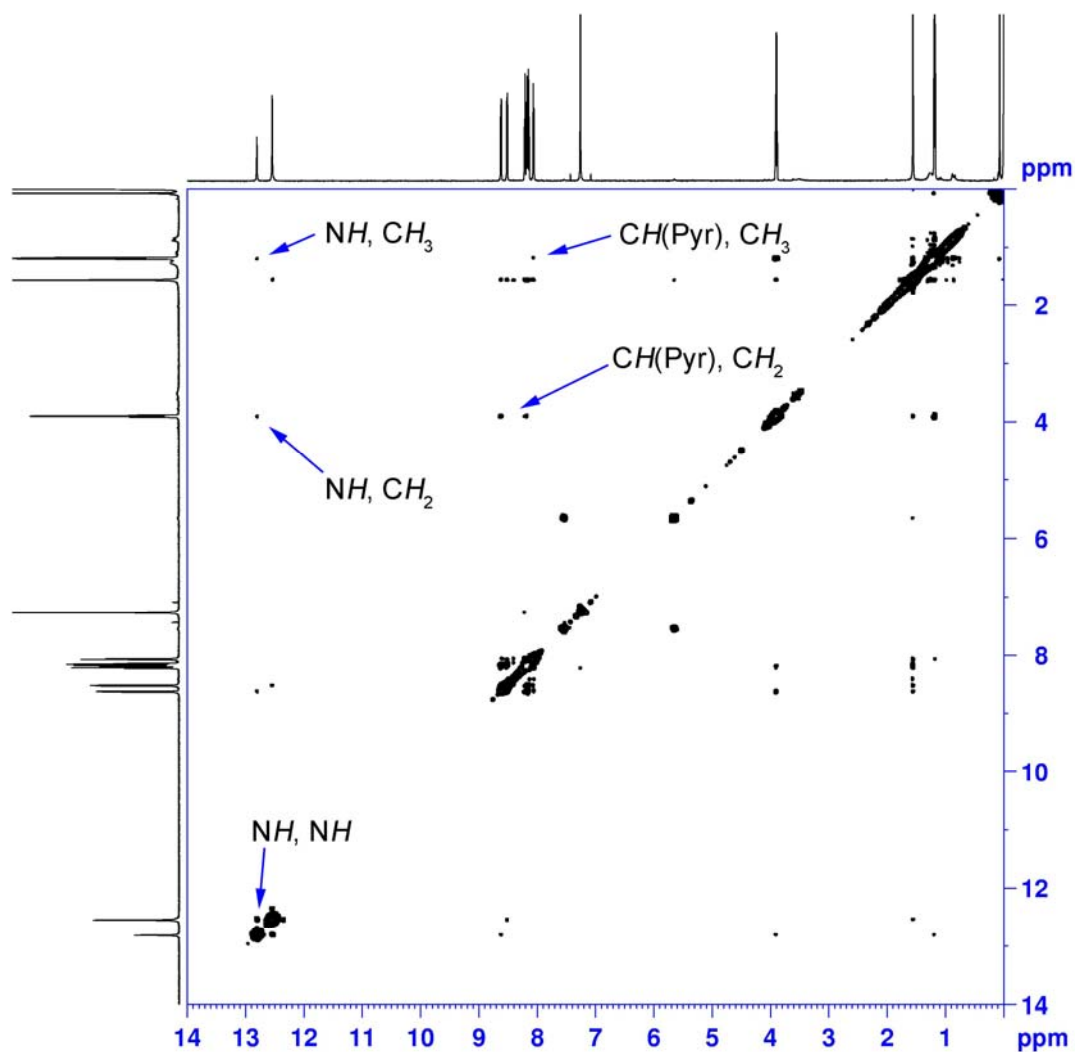 ppm
ppm
NH, CH₃
CH(Pyr), CH₃
2
CH(Pyr), CH₂
4
NH, CH₂
6
8
10
NH, NH
12
14
14 13 12 11 10 9 8 7 6 5 4 3 2 1 ppm